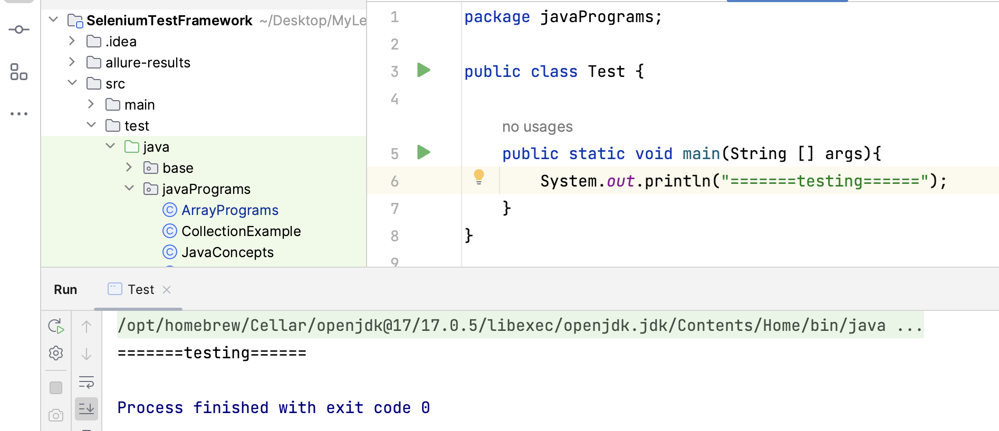 SeleniumTestFramework ~/Desktop/MyLe
.idea
allure-results
src
main
test
java
base
javaPrograms
ArrayPrograms
CollectionExample
JavaConcepts
1 package javaPrograms;
2
3 public class Test {
4
no usages
5 public static void main(String [] args){
6 System.out.println("=======testing======");
7 }
8 }
9
Run Test
/opt/homebrew/Cellar/openjdk@17/17.0.5/libexec/openjdk.jdk/Contents/Home/bin/java ...
=======testing======
Process finished with exit code 0